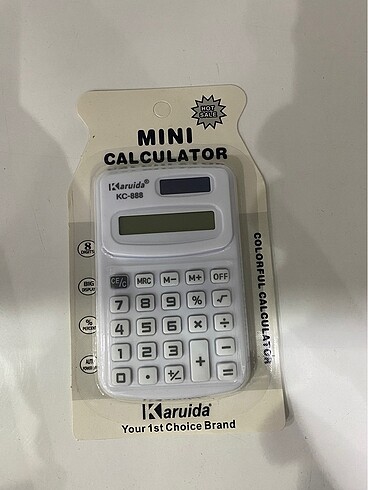 HOT
SALE
MINI
CALCULATOR
Karuida®
KC-888
8
DIGITS
BIG
DISPLAY
%
PERCENT
AUTO
POWER
COLORFUL CALCULATOR
CE/C MRC M− M+ OFF
7 8 9 % √
4 5 6 × ÷
1 2 3 + −
0 • +/− =
Karuida®
Your 1st Choice Brand